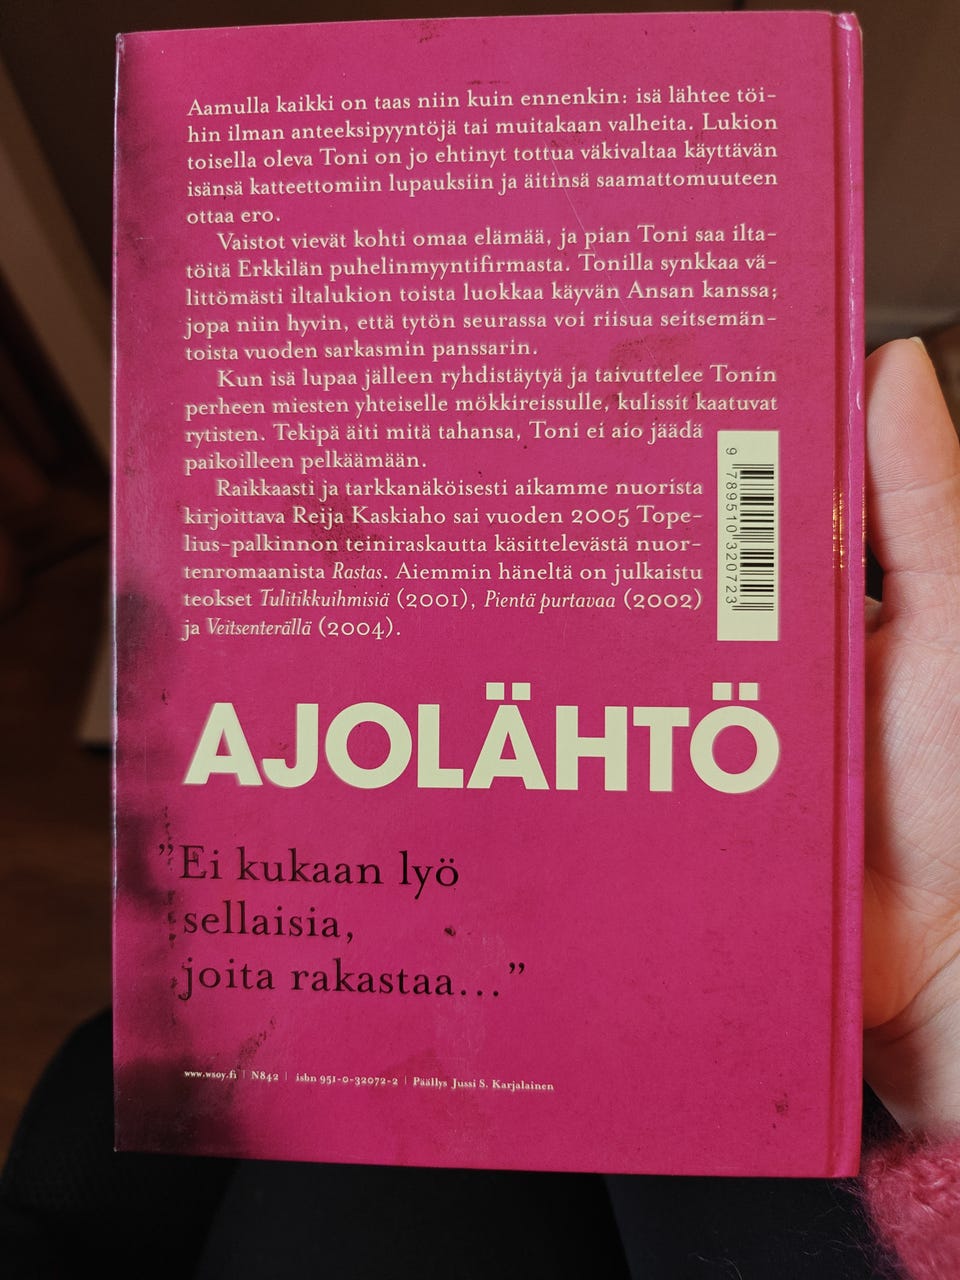 Aamulla kaikki on taas niin kuin ennenkin: isä lähtee töi-
hin ilman anteeksipyyntöjä tai muitakaan valheita. Lukion
toisella oleva Toni on jo ehtinyt tottua väkivaltaa käyttävän
isänsä katteettomiin lupauksiin ja äitinsä saamattomuuteen
ottaa ero.
Vaistot vievät kohti omaa elämää, ja pian Toni saa ilta-
töitä Erkkilän puhelinmyyntifirmasta. Tonilla synkkaa vä-
littömästi iltalukion toista luokkaa käyvän Ansan kanssa;
jopa niin hyvin, että tytön seurassa voi riisua seitsemän-
toista vuoden sarkasmin panssarin.
Kun isä lupaa jälleen ryhdistäytyä ja taivuttelee Tonin
perheen miesten yhteiselle mökkireissulle, kulissit kaatuvat
rytisten. Tekipä äiti mitä tahansa, Toni ei aio jäädä
paikoilleen pelkäämään.
Raikkaasti ja tarkkanäköisesti aikamme nuorista
kirjoittava Reija Kaskiaho sai vuoden 2005 Tope-
lius-palkinnon teiniraskautta käsittelevästä nuor-
tenromaanista Rastas. Aiemmin häneltä on julkaistu
teokset Tulitikkuihmisiä (2001), Pientä purtavaa (2002)
ja Veitsenterällä (2004).
9 789510 320723
AJOLÄHTÖ
”Ei kukaan lyö
sellaisia,
joita rakastaa...”
www.wsoy.fi | N842 | isbn 951-0-32072-2 | Päällys Jussi S. Karjalainen